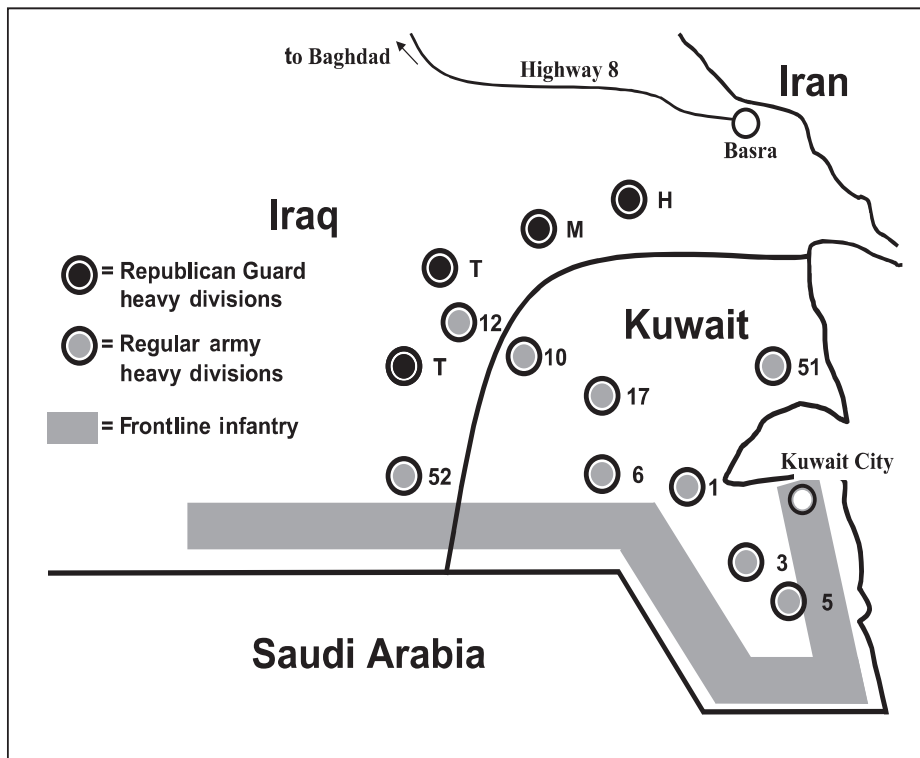 to Baghdad
Highway 8
Iran
Basra
H
Iraq
M
= Republican Guard
heavy divisions
T
12
Kuwait
= Regular army
heavy divisions
10
T
51
17
= Frontline infantry
Kuwait City
52
6
1
3
5
Saudi Arabia